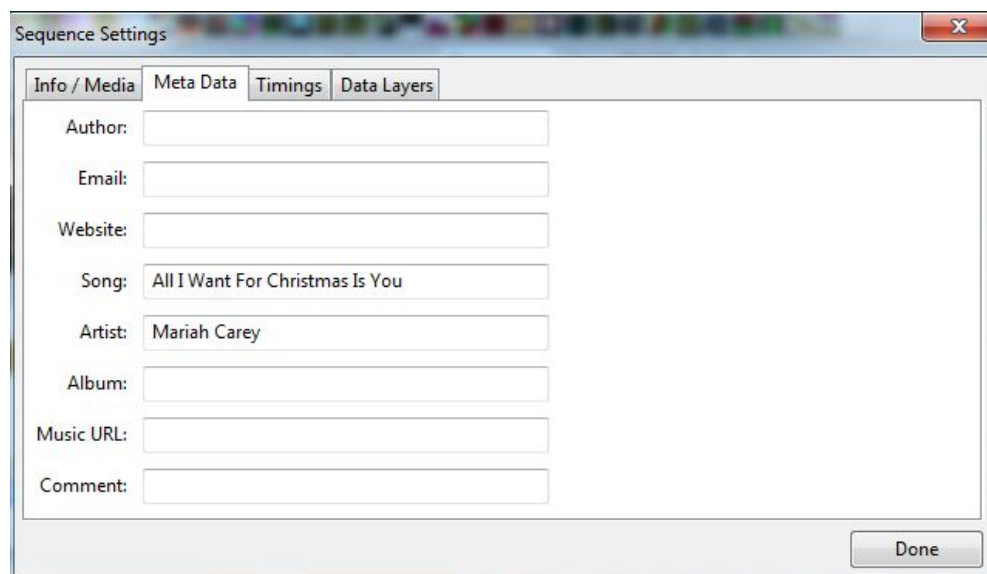 Sequence Settings
Info / Media Meta Data Timings Data Layers
Author:
Email:
Website:
Song: All I Want For Christmas Is You
Artist: Mariah Carey
Album:
Music URL:
Comment:
Done